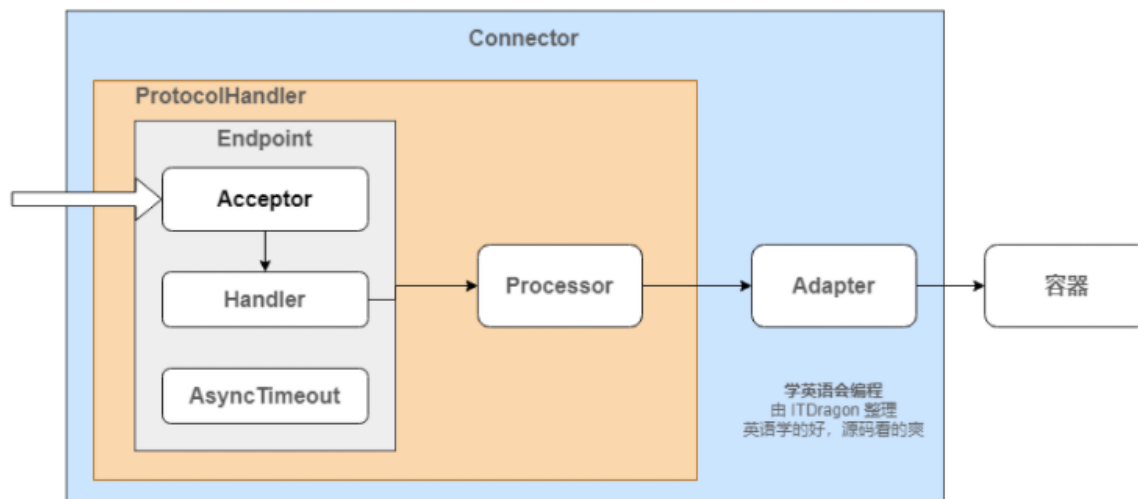 Connector
ProtocolHandler
Endpoint
Acceptor
Handler
AsyncTimeout
Processor
Adapter
容器
学英语会编程
由 ITDragon 整理
英语学的好，源码看的爽